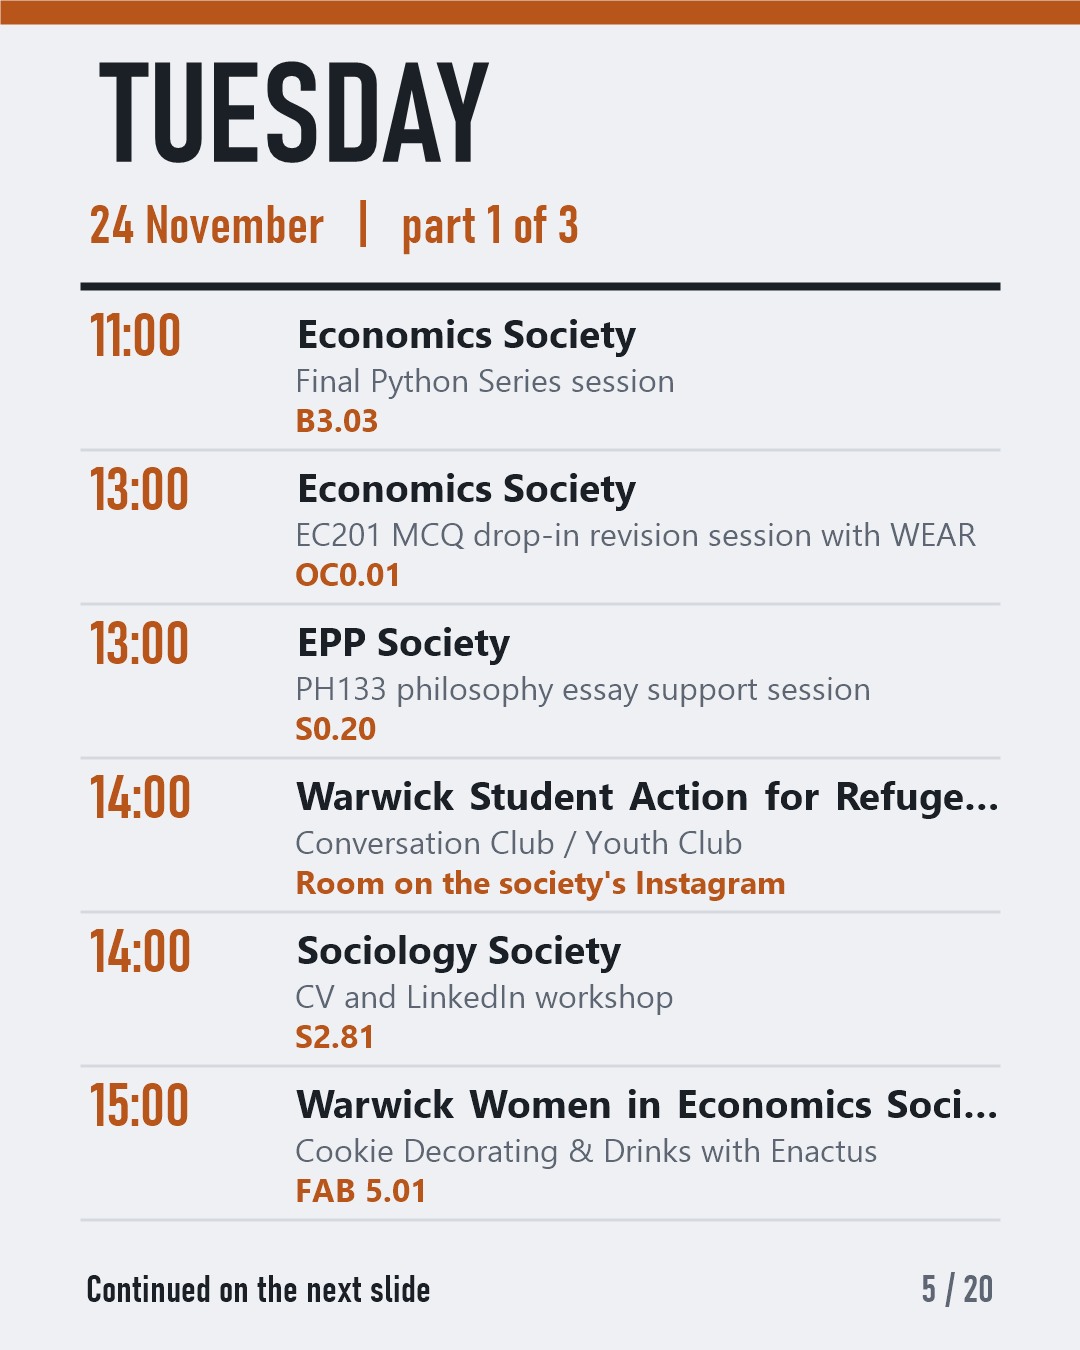 TUESDAY
24 November | part 1 of 3
11:00
Economics Society
Final Python Series session
B3.03
13:00
Economics Society
EC201 MCQ drop-in revision session with WEAR
OC0.01
13:00
EPP Society
PH133 philosophy essay support session
S0.20
14:00
Warwick Student Action for Refuge...
Conversation Club / Youth Club
Room on the society's Instagram
14:00
Sociology Society
CV and LinkedIn workshop
S2.81
15:00
Warwick Women in Economics Soci...
Cookie Decorating & Drinks with Enactus
FAB 5.01
Continued on the next slide
5 / 20